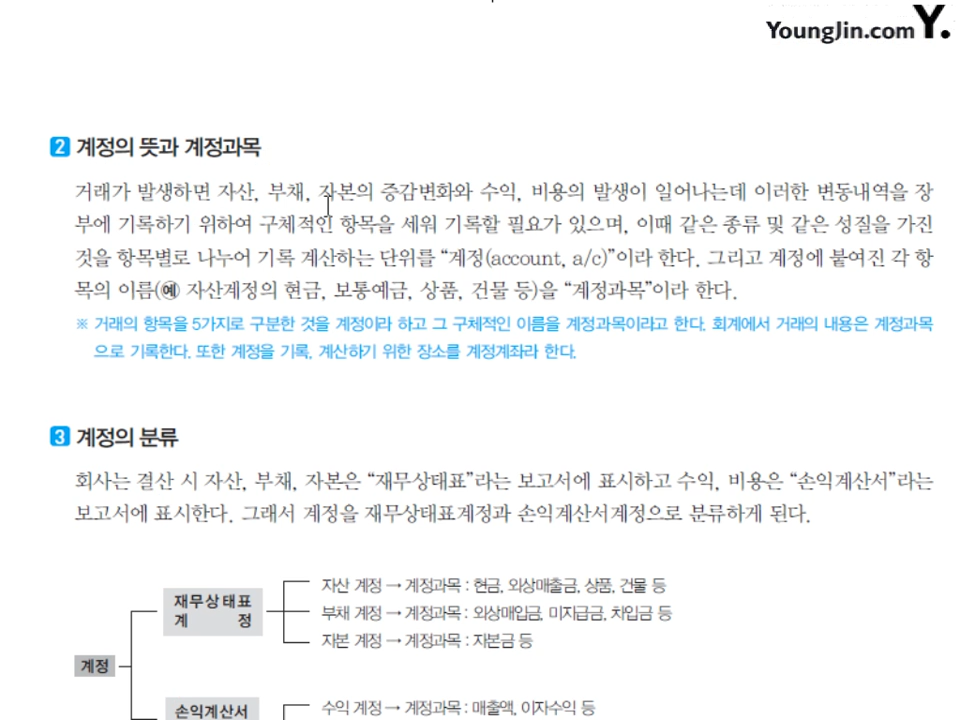 YoungJin.com Y.
2 계정의 뜻과 계정과목
거래가 발생하면 자산, 부채, 자본의 증감변화와 수익, 비용의 발생이 일어나는데 이러한 변동내역을 장
부에 기록하기 위하여 구체적인 항목을 세워 기록할 필요가 있으며, 이때 같은 종류 및 같은 성질을 가진
것을 항목별로 나누어 기록 계산하는 단위를 “계정(account, a/c)”이라 한다. 그리고 계정에 붙여진 각 항
목의 이름(예 자산계정의 현금, 보통예금, 상품, 건물 등)을 “계정과목”이라 한다.
※ 거래의 항목을 5가지로 구분한 것을 계정이라 하고 그 구체적인 이름을 계정과목이라고 한다. 회계에서 거래의 내용은 계정과목
으로 기록한다. 또한 계정을 기록, 계산하기 위한 장소를 계정계좌라 한다.
3 계정의 분류
회사는 결산 시 자산, 부채, 자본은 “재무상태표”라는 보고서에 표시하고 수익, 비용은 “손익계산서”라는
보고서에 표시한다. 그래서 계정을 재무상태표계정과 손익계산서계정으로 분류하게 된다.
계정
재무상태표
계 정
자산 계정 → 계정과목 : 현금, 외상매출금, 상품, 건물 등
부채 계정 → 계정과목 : 외상매입금, 미지급금, 차입금 등
자본 계정 → 계정과목 : 자본금 등
손익계산서
수익 계정 → 계정과목 : 매출액, 이자수익 등